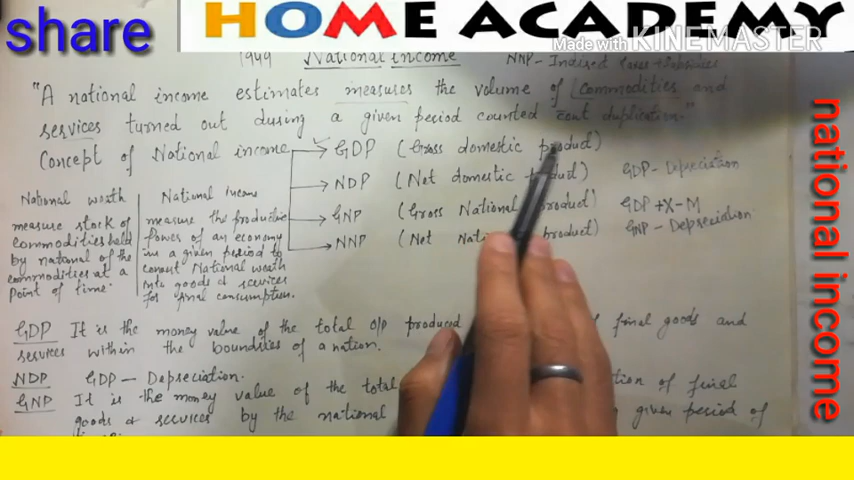 share
HOME ACADEMY
Made with KINEMASTER
1949 National income NNP - Indirect taxes + Subsidies
"A national income estimates measures the volume of commodities and
services turned out during a given period counted duplication."
Concept of National income GDP (Gross domestic product)
NDP (Net domestic product) GDP - Depreciation
GNP (Gross National product) GDP + X - M
NNP (Net product) GNP - Depreciation
National worth
measure stock of
commodities held
by national of the
commodities at a
Point of time.
National Income
measure the productive
Power of an economy
in a given period to
convert National worth
into goods & services
for final consumption.
GDP It is the money value of the total o/p produced of final goods and
services within the boundries of a nation.
NDP GDP - Depreciation.
GNP It is the money value of the total of final
goods & services by the national given period of
national income